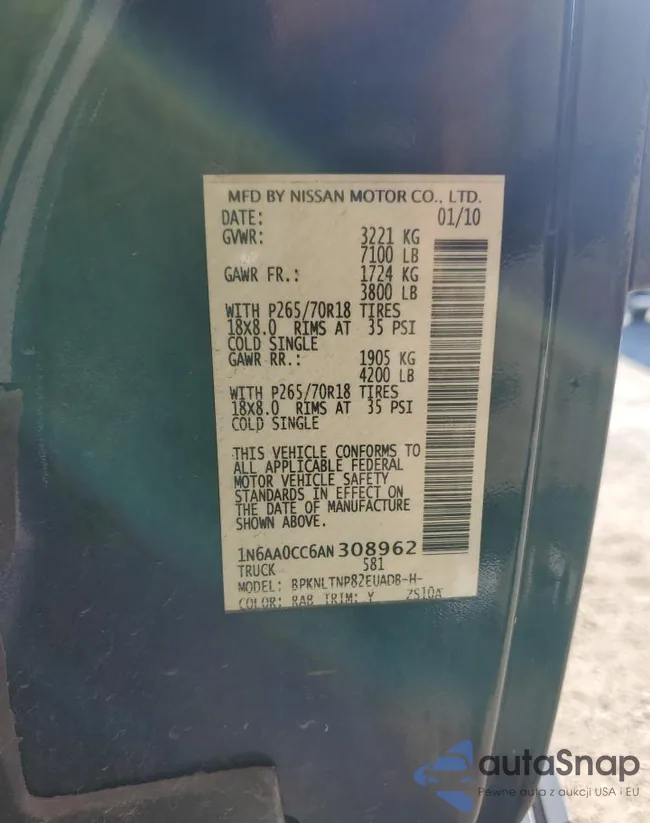 MFD BY NISSAN MOTOR CO., LTD.
DATE: 01/10
GVWR: 3221 KG
7100 LB
GAWR FR.: 1724 KG
3800 LB
WITH P265/70R18 TIRES
18X8.0 RIMS AT 35 PSI
COLD SINGLE
GAWR RR.: 1905 KG
4200 LB
WITH P265/70R18 TIRES
18X8.0 RIMS AT 35 PSI
COLD SINGLE
THIS VEHICLE CONFORMS TO
ALL APPLICABLE FEDERAL
MOTOR VEHICLE SAFETY
STANDARDS IN EFFECT ON
THE DATE OF MANUFACTURE
SHOWN ABOVE.
1N6AA0CC6AN308962
TRUCK 581
MODEL: BPKNLTNP82EUADB-H-
COLOR: RAB TRIM: Y ZS10A
autaSnap
Pewne auto z aukcji USA i EU